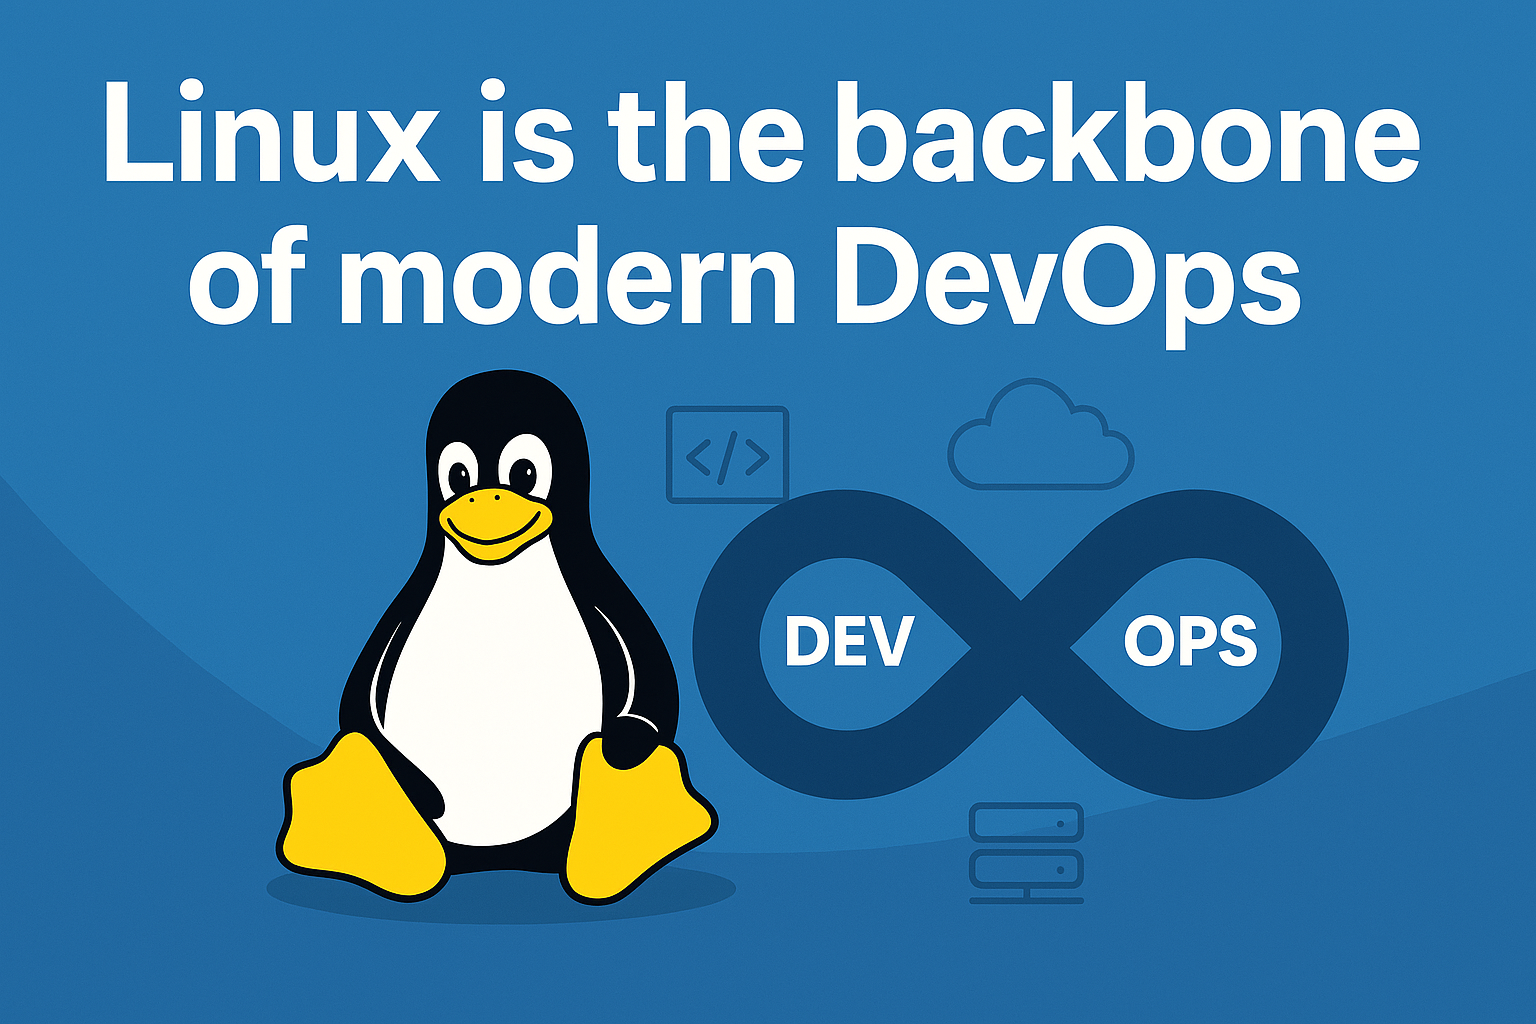 Linux is the backbone
of modern DevOps
</>
DEV
OPS